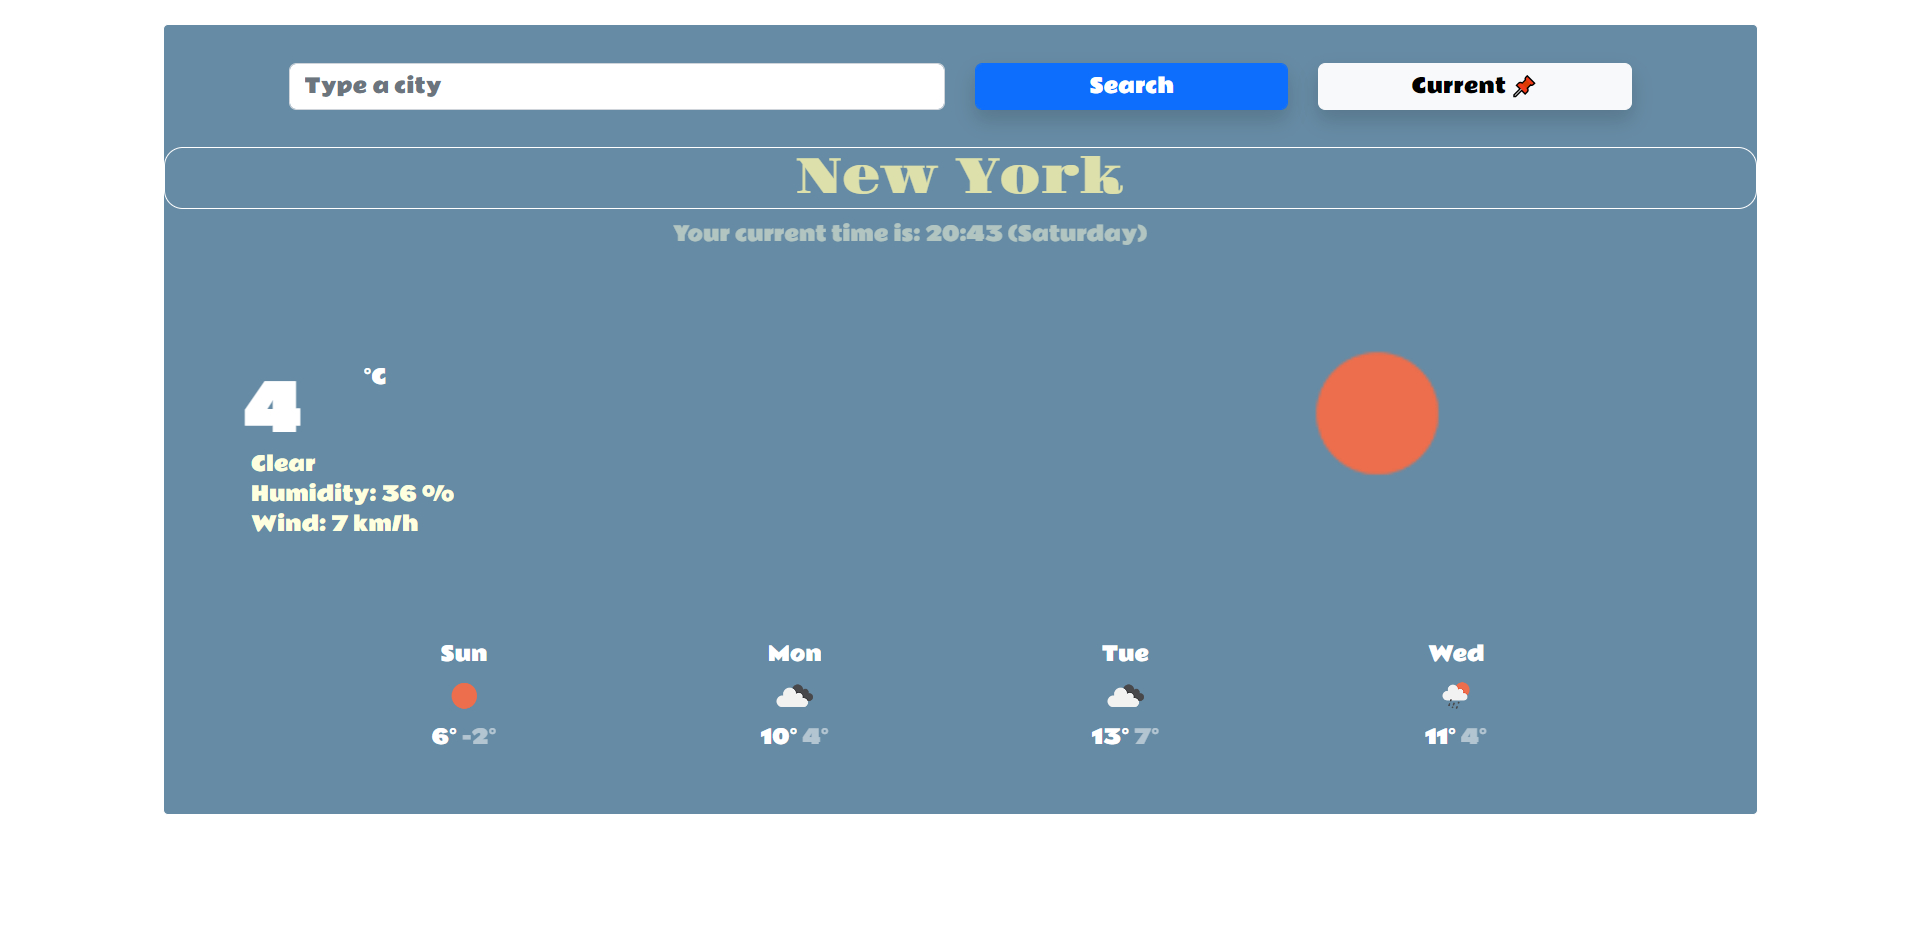 Type a city
Search
Current 📌
New York
Your current time is: 20:43 (Saturday)
4 °C
Clear
Humidity: 36 %
Wind: 7 km/h
Sun Mon Tue Wed
6° -2° 10° 4° 13° 7° 11° 4°